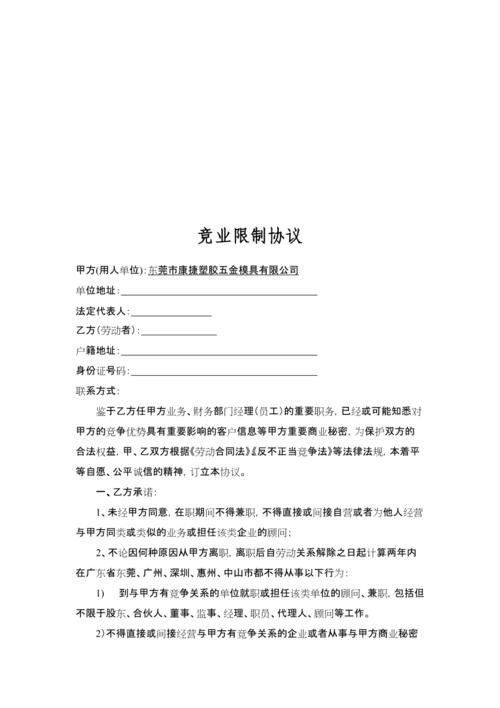 竞业限制协议
甲方(用人单位)：东莞市康捷塑胶五金模具有限公司
单位地址：
法定代表人：
乙方（劳动者）：
户籍地址：
身份证号码：
联系方式：
鉴于乙方任甲方业务、财务部门经理（员工）的重要职务，已经或可能知悉对
甲方的竞争优势具有重要影响的客户信息等甲方重要商业秘密，为保护双方的
合法权益，甲、乙双方根据《劳动合同法》、《反不正当竞争法》等法律法规，本着平
等自愿、公平诚信的精神，订立本协议。
一、乙方承诺：
1、未经甲方同意，在职期间不得兼职，不得直接或间接自营或者为他人经营
与甲方同类或类似的业务或担任该类企业的顾问；
2、不论因何种原因从甲方离职，离职后自劳动关系解除之日起计算两年内
在广东省东莞、广州、深圳、惠州、中山市都不得从事以下行为：
1) 到与甲方有竞争关系的单位就职或担任该类单位的顾问、兼职，包括但
不限于股东、合伙人、董事、监事、经理、职员、代理人、顾问等工作。
2)不得直接或间接经营与甲方有竞争关系的企业或者从事与甲方商业秘密